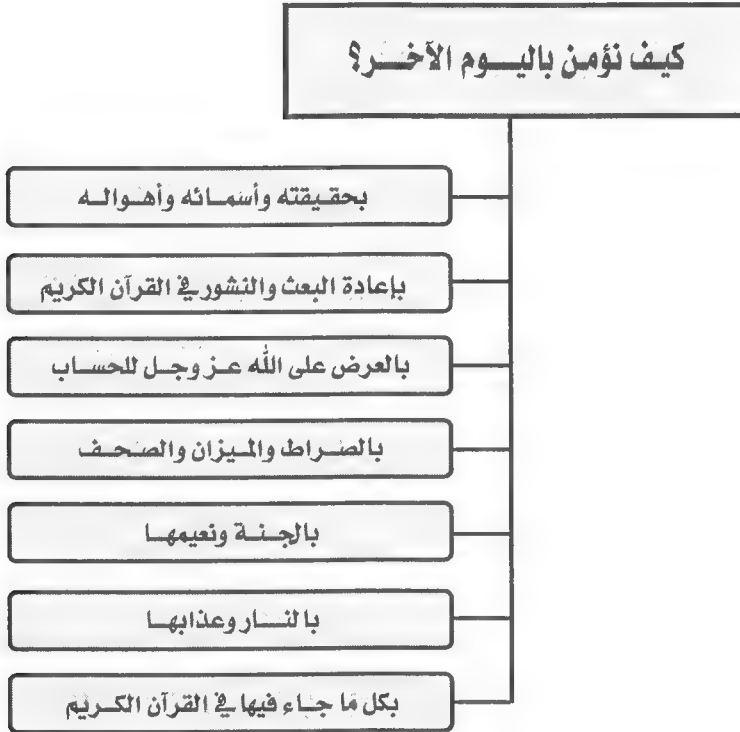 كيف نؤمن باليوم الآخر؟
بحقيقته وأسمائه وأهواله
بإعادة البعث والنشور في القرآن الكريم
بالعرض على الله عز وجل للحساب
بالصراط والميزان والصحف
بالجنة ونعيمها
بالنار وعذابها
بكل ما جاء فيها في القرآن الكريم